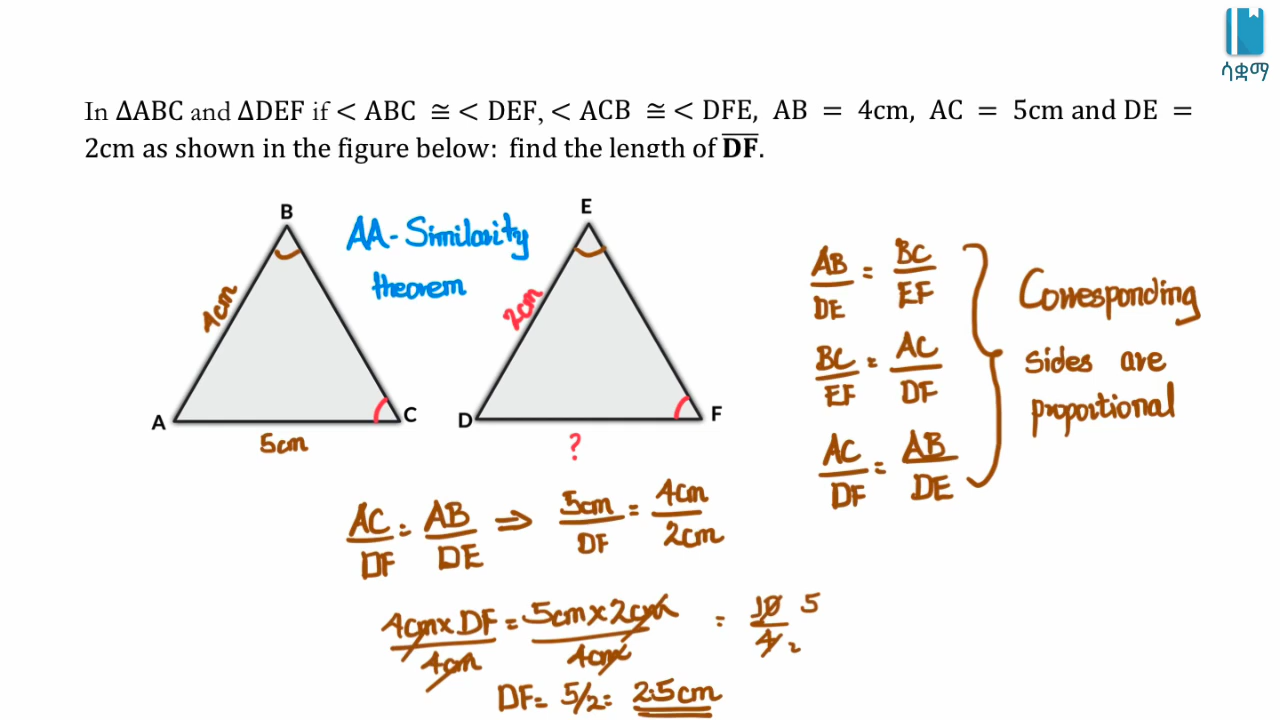 ሳቋማ
In ΔABC and ΔDEF if < ABC ≅ < DEF, < ACB ≅ < DFE, AB = 4cm, AC = 5cm and DE =
2cm as shown in the figure below: find the length of D̅F̅.
B
E
AA - Similarity
theorem
4cm
2cm
A
C
D
F
5cm
?
AB/DE = BC/EF
BC/EF = AC/DF
AC/DF = AB/DE
Corresponding
sides are
proportional
AC/DF = AB/DE ⇒ 5cm/DF = 4cm/2cm
4cm x DF/4cm = 5cm x 2cm/4cm = 10/4 5 2
DF = 5/2 = 2.5cm